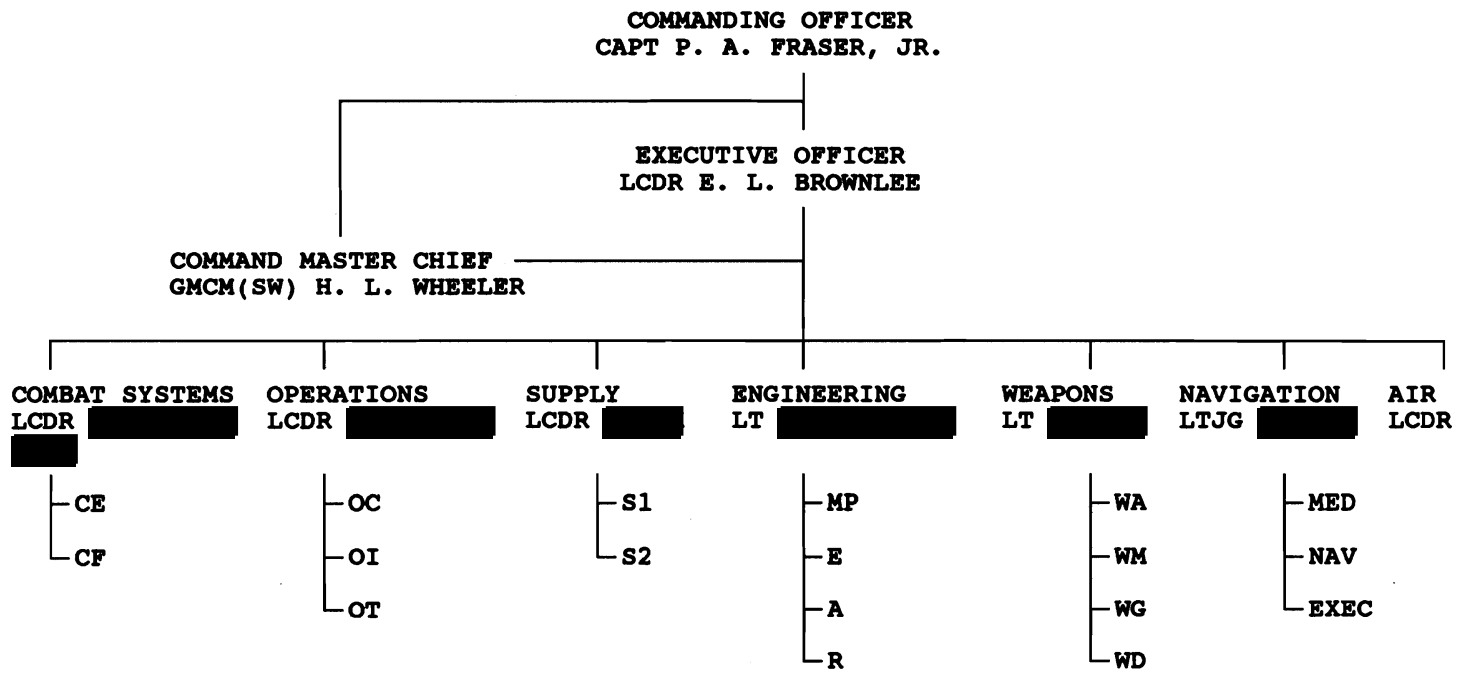 COMMANDING OFFICER
CAPT P. A. FRASER, JR.
EXECUTIVE OFFICER
LCDR E. L. BROWNLEE
COMMAND MASTER CHIEF
GMCM(SW) H. L. WHEELER
COMBAT SYSTEMS
LCDR
CE
CF
OPERATIONS
LCDR
OC
OI
OT
SUPPLY
LCDR
S1
S2
ENGINEERING
LT
MP
E
A
R
WEAPONS
LT
WA
WM
WG
WD
NAVIGATION
LTJG
MED
NAV
EXEC
AIR
LCDR